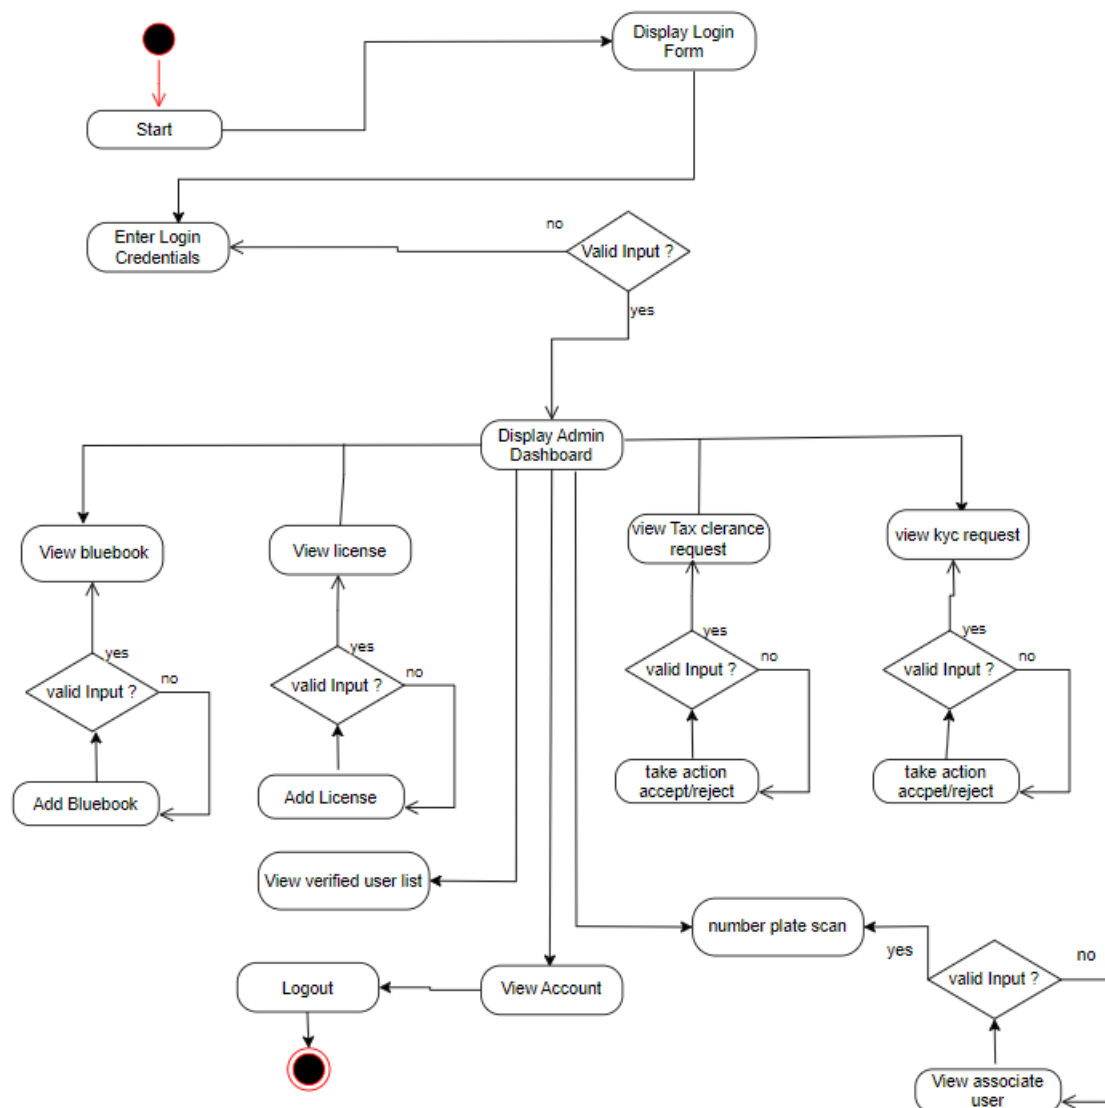 Display Login
Form
Start
Enter Login
Credentials
no
Valid Input ?
yes
Display Admin
Dashboard
View bluebook
View license
view Tax clerance
request
view kyc request
yes
valid Input ?
no
yes
valid Input ?
no
yes
valid Input ?
no
yes
valid Input ?
no
Add Bluebook
Add License
take action
accept/reject
take action
accpet/reject
View verified user list
number plate scan
yes
valid Input ?
no
Logout
View Account
View associate
user